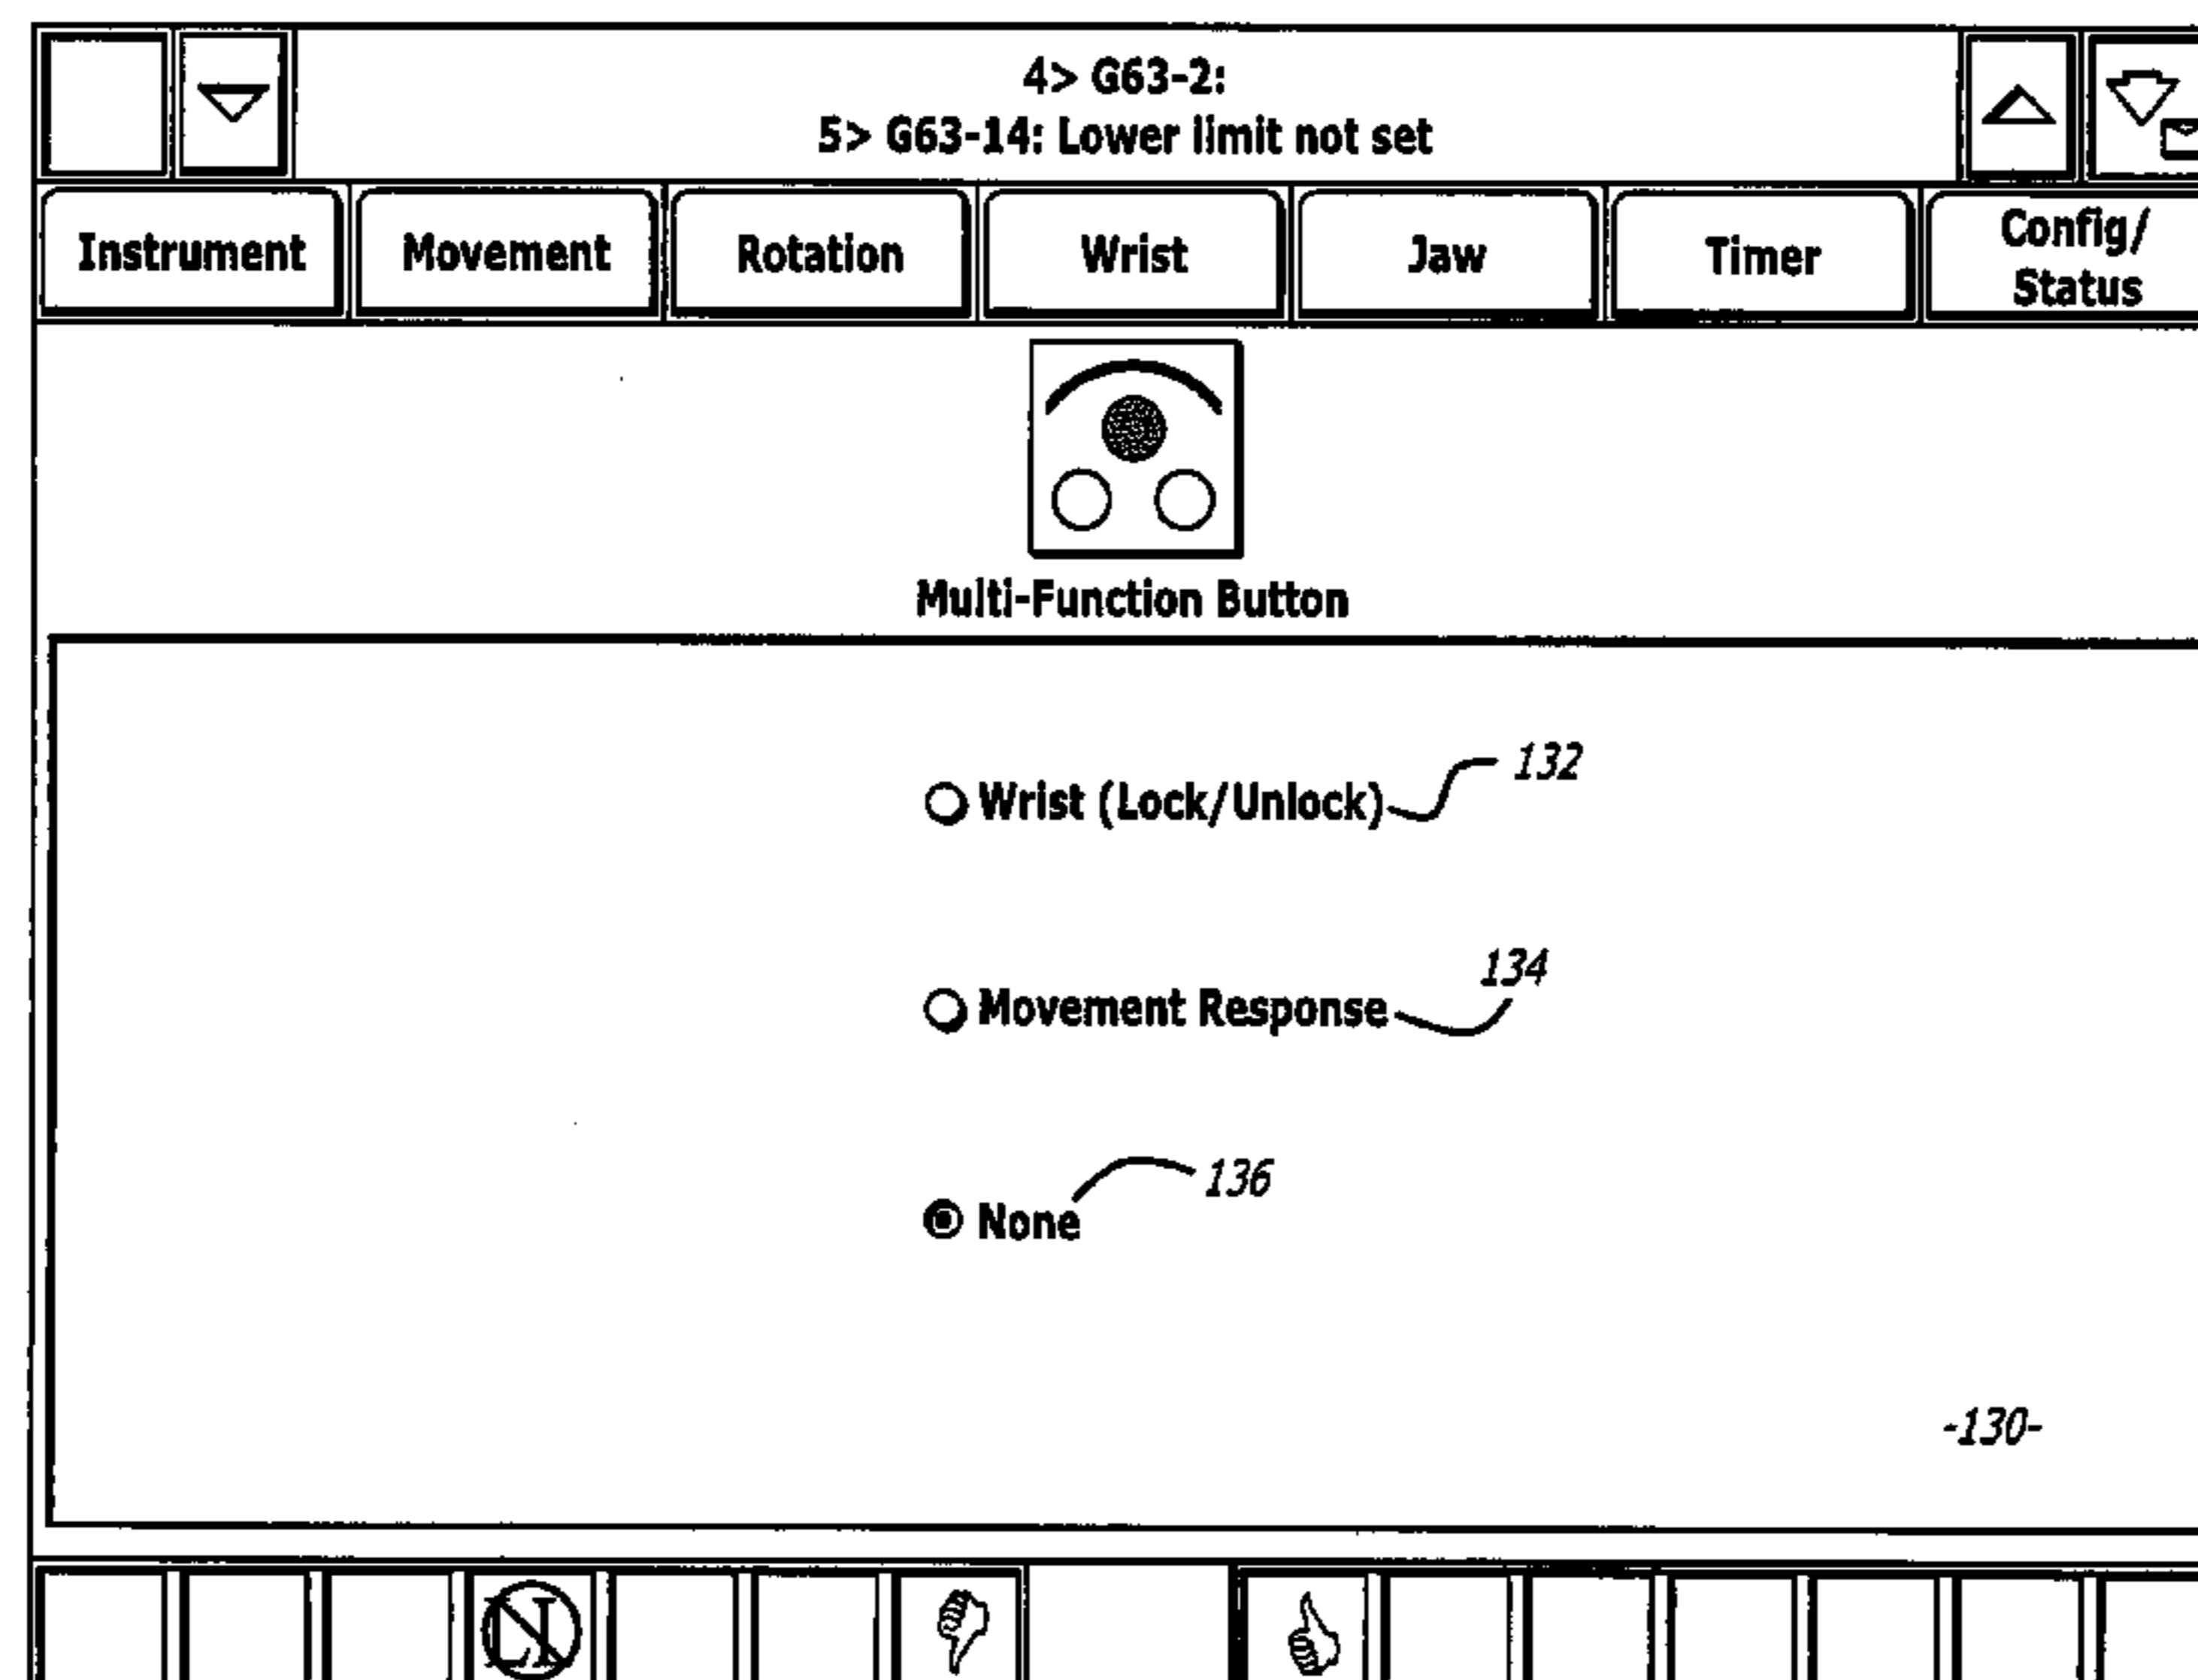 4> G63-2:
5> G63-14: Lower limit not set
Instrument Movement Rotation Wrist Jaw Timer Config/
Status
Multi-Function Button
Wrist (Lock/Unlock) 132
Movement Response 134
None 136
-130-